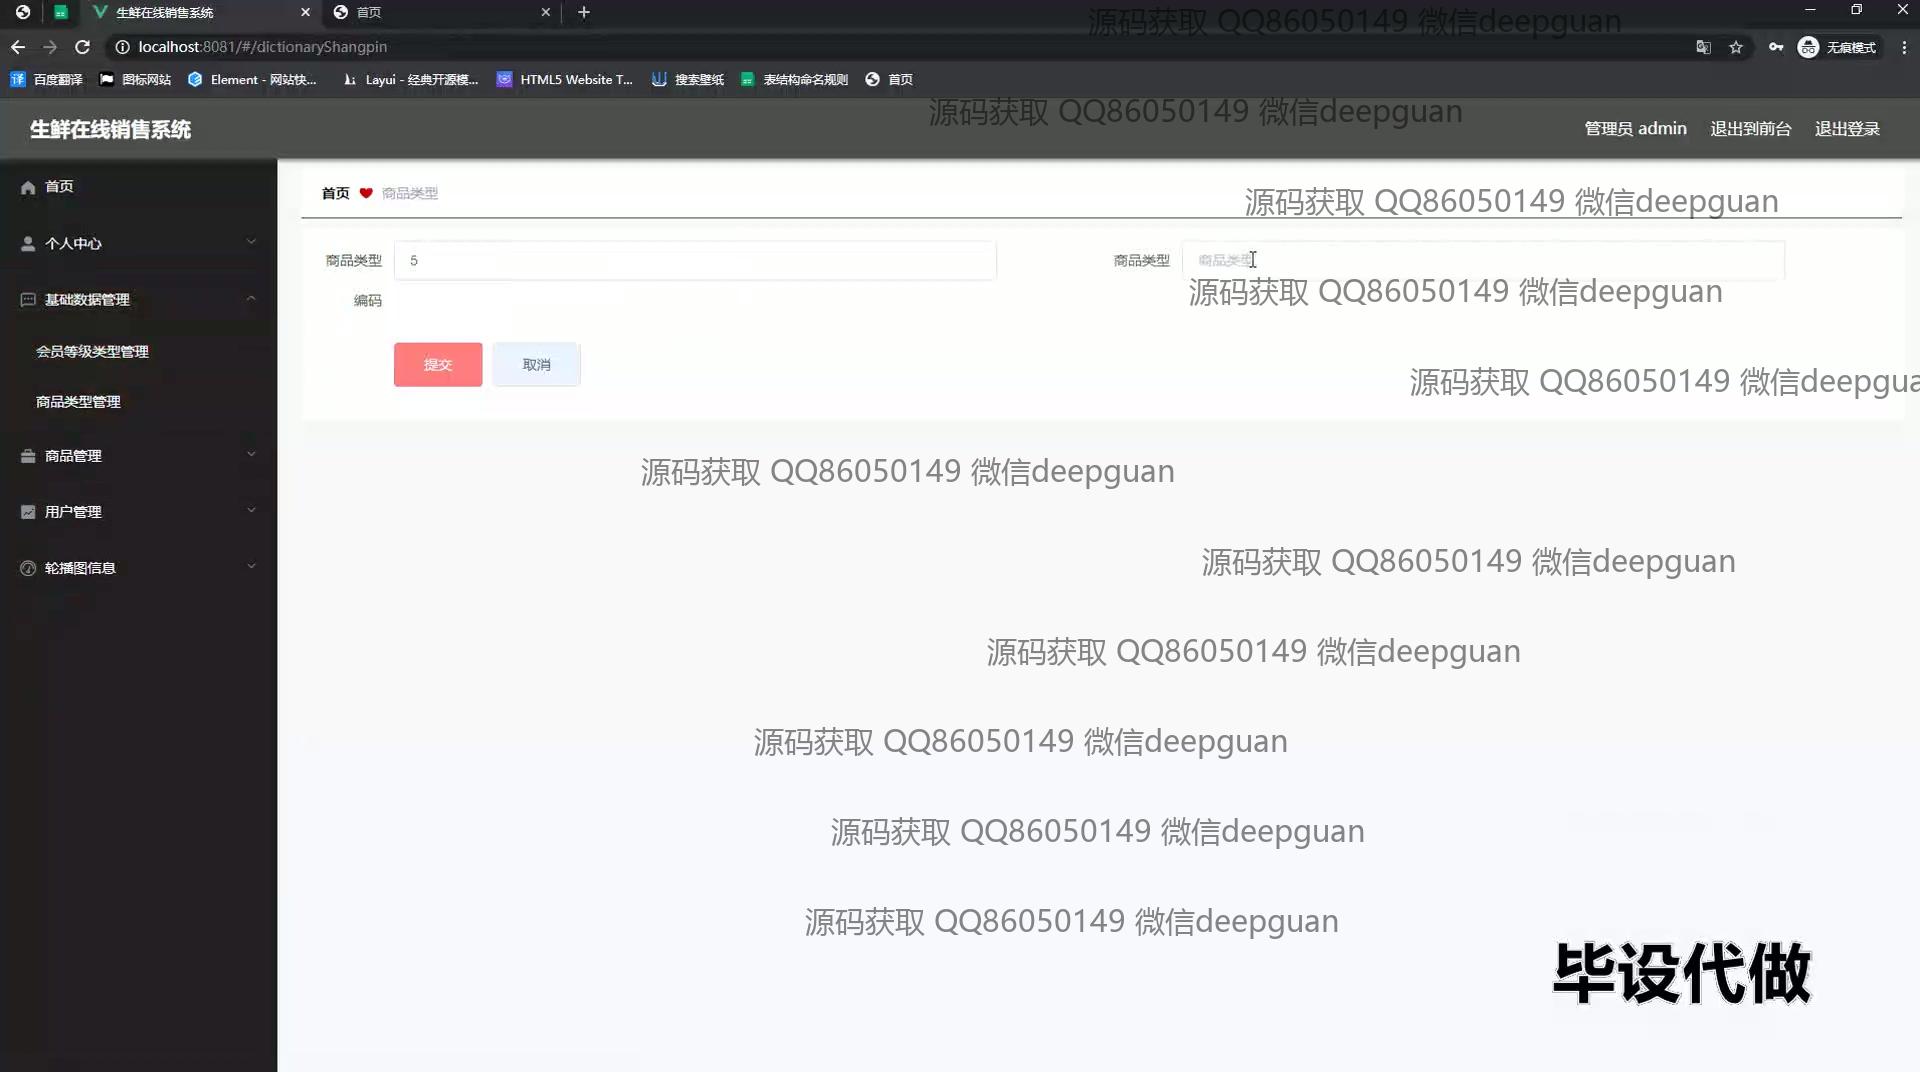 生鲜在线销售系统
首页
localhost:8081/#/dictionaryShangpin
无痕模式
百度翻译
图标网站
Element - 网站快...
Layui - 经典开源模...
HTML5 Website T...
搜索壁纸
表结构命名规则
首页
源码获取 QQ86050149 微信deepguan
源码获取 QQ86050149 微信deepguan
生鲜在线销售系统
管理员 admin
退出到前台
退出登录
首页
个人中心
基础数据管理
会员等级类型管理
商品类型管理
商品管理
用户管理
轮播图信息
首页 商品类型
源码获取 QQ86050149 微信deepguan
商品类型
编码
5
商品类型
商品类型
源码获取 QQ86050149 微信deepguan
提交
取消
源码获取 QQ86050149 微信deepgua
源码获取 QQ86050149 微信deepguan
源码获取 QQ86050149 微信deepguan
源码获取 QQ86050149 微信deepguan
源码获取 QQ86050149 微信deepguan
源码获取 QQ86050149 微信deepguan
源码获取 QQ86050149 微信deepguan
毕设代做